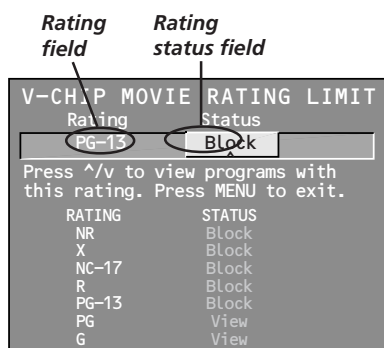 Rating field
Rating status field
V-CHIP MOVIE RATING LIMIT
Rating Status
PG-13 Block
Press ^/v to view programs with
this rating. Press MENU to exit.
RATING STATUS
NR Block
X Block
NC-17 Block
R Block
PG-13 Block
PG View
G View